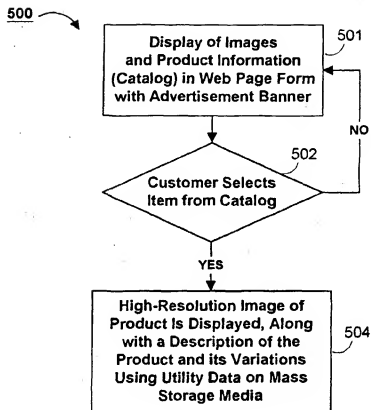 500
Display of Images
and Product Information
(Catalog) in Web Page Form
with Advertisement Banner
501
NO
502
Customer Selects
Item from Catalog
YES
High-Resolution Image of
Product Is Displayed, Along
with a Description of the
Product and its Variations
Using Utility Data on Mass
Storage Media
504